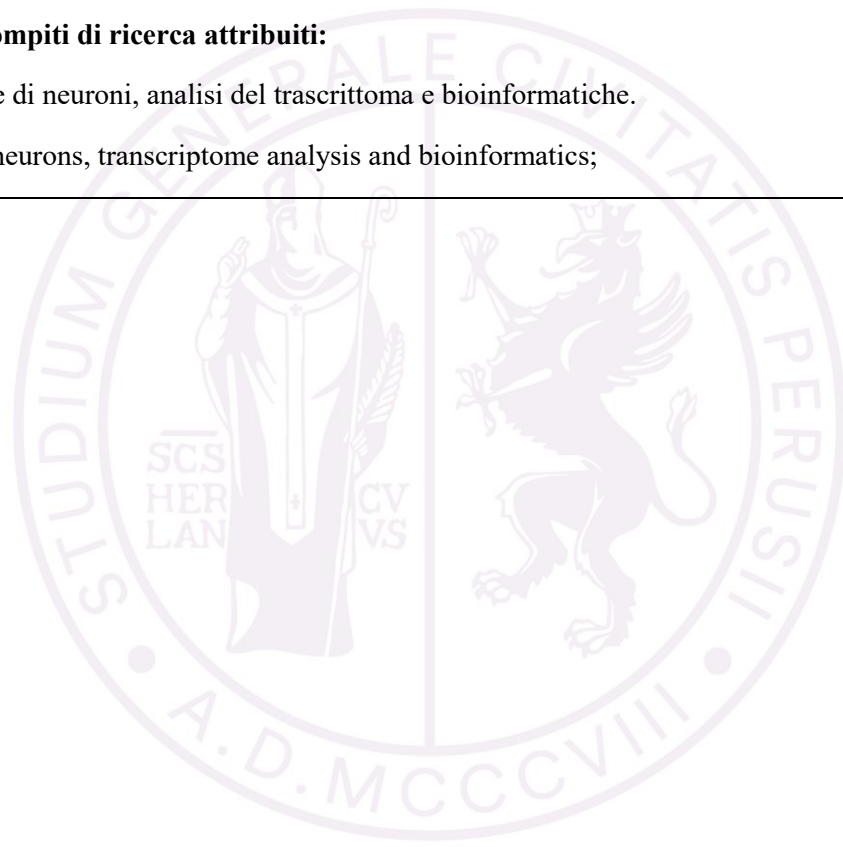 ompiti di ricerca attribuiti:
e di neuroni, analisi del trascrittoma e bioinformatiche.
neurons, transcriptome analysis and bioinformatics;
STUDIUM GENERALE CIVITATIS PERUSII
SCS
HER
LAN
CV
VS
A.D. MCCCVIII